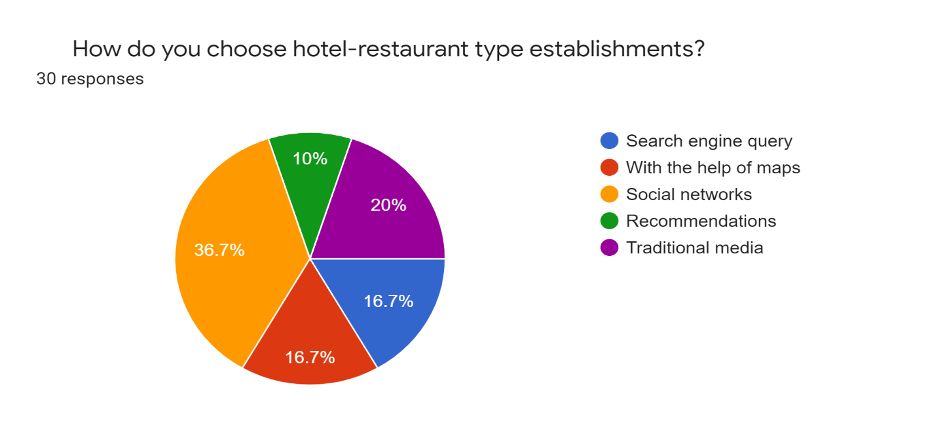 How do you choose hotel-restaurant type establishments?
30 responses
10%
20%
36.7%
16.7%
16.7%
Search engine query
With the help of maps
Social networks
Recommendations
Traditional media